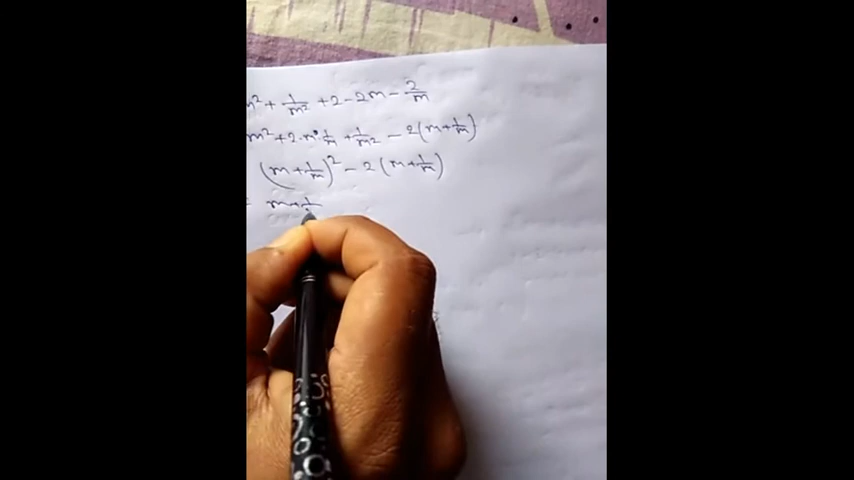 m² + 1/m² + 2 - 2m - 2/m
m² + 2·m·1/m + 1/m² - 2(m+1/m)
(m+1/m)² - 2(m+1/m)
= m+1/